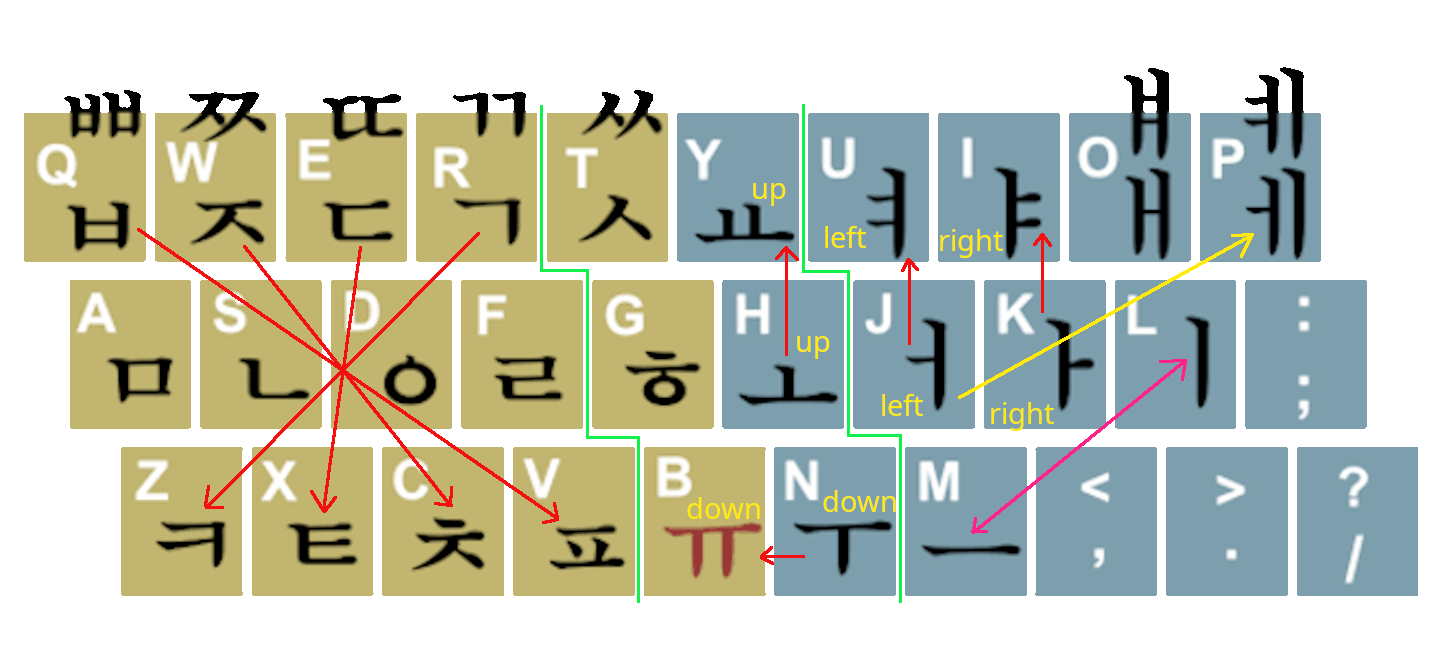 ㅃ ㅉ ㄸ ㄲ ㅆ ㅒ ㅖ
Q W E R T Y up U I O P
ㅂ ㅈ ㄷ ㄱ ㅅ ㅛ left ㅕ right ㅑ ㅐ ㅔ
A S D F G H J K L :
ㅁ ㄴ ㅇ ㄹ ㅎ ㅗ up left ㅓ right ㅏ ㅣ ;
Z X C V B down N down M < > ?
ㅋ ㅌ ㅊ ㅍ ㅠ ㅜ ㅡ , . /